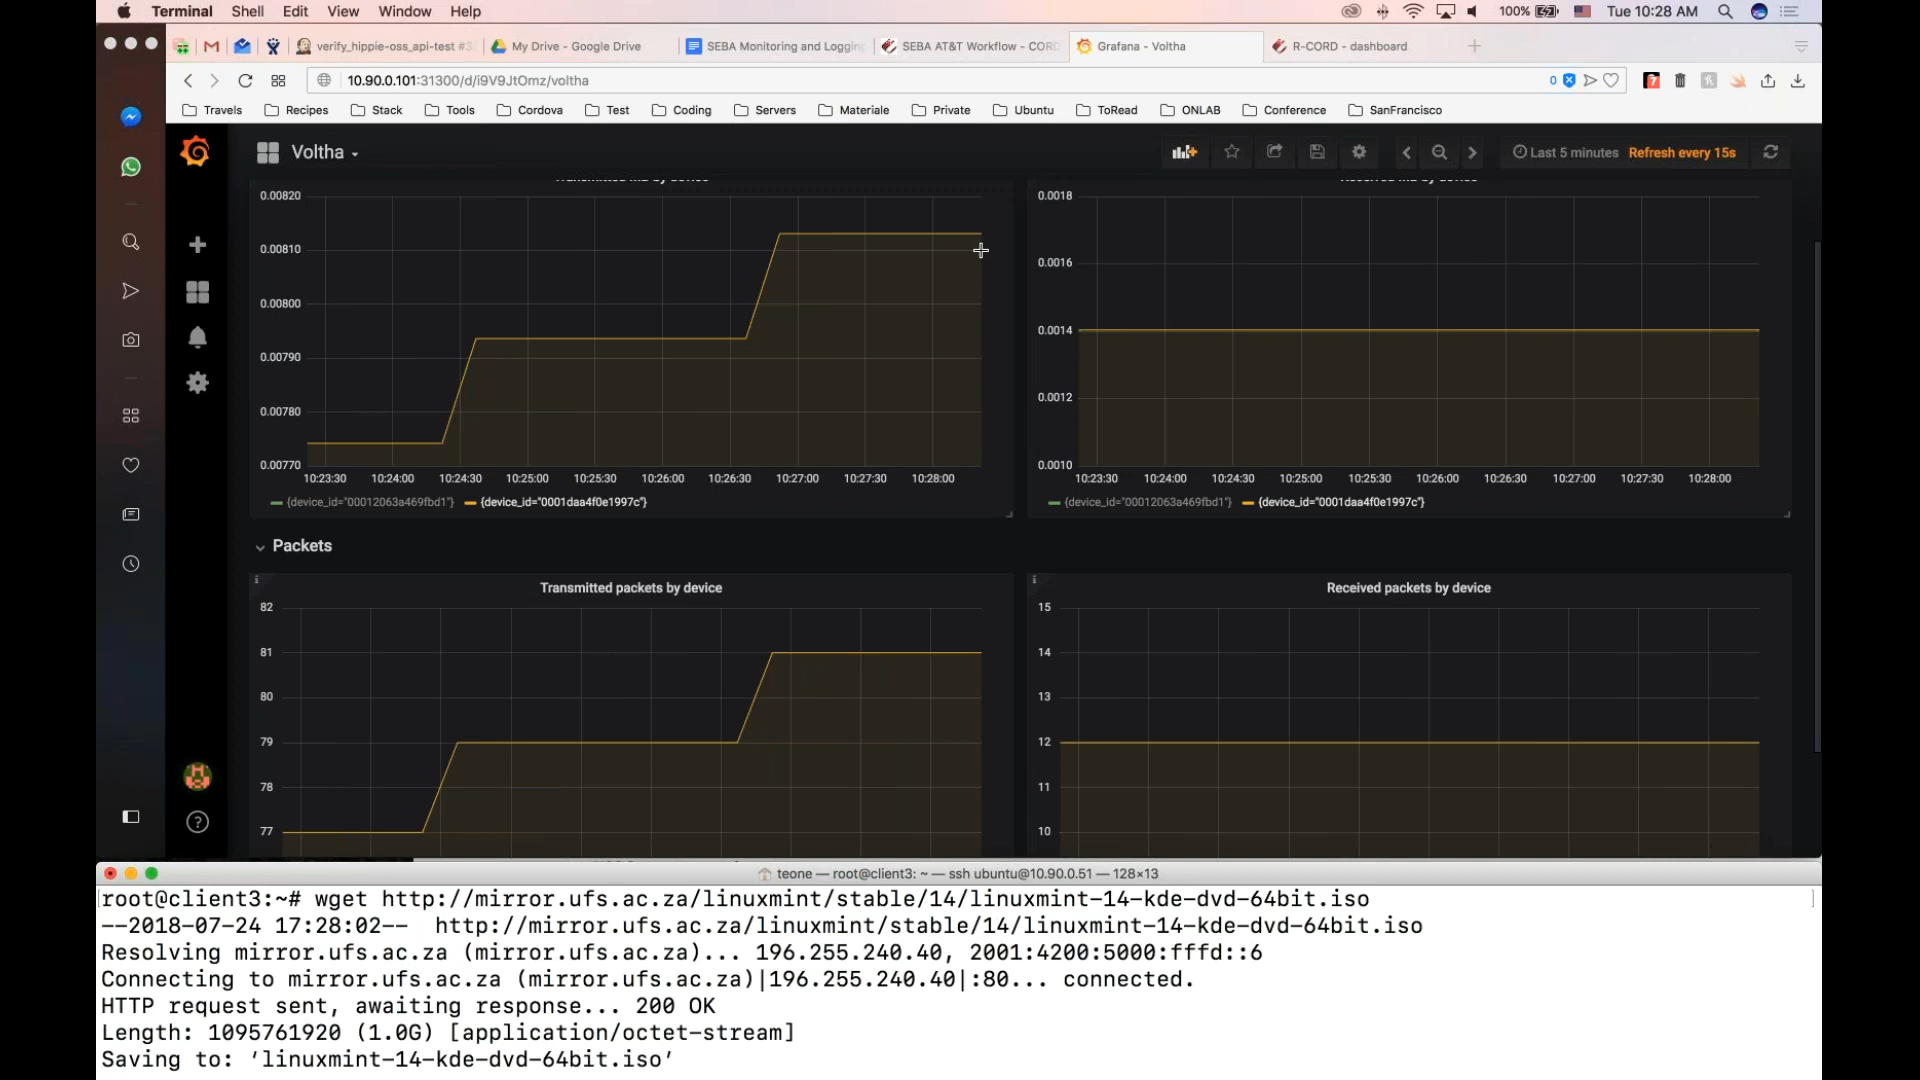 Terminal Shell Edit View Window Help 100% Tue 10:28 AM
verify_hippie-oss_api-test #3 My Drive - Google Drive SEBA Monitoring and Loggin SEBA AT&T Workflow - CORD Grafana - Voltha R-CORD - dashboard
10.90.0.101:31300/d/i9V9JtOmz/voltha 0
Travels Recipes Stack Tools Cordova Test Coding Servers Materiale Private Ubuntu ToRead ONLAB Conference SanFrancisco
Voltha Last 5 minutes Refresh every 15s
0.00820
0.00810
0.00800
0.00790
0.00780
0.00770
10:23:30 10:24:00 10:24:30 10:25:00 10:25:30 10:26:00 10:26:30 10:27:00 10:27:30 10:28:00
{device_id="00012063a469fbd1"} {device_id="0001daa4f0e1997c"}
0.0018
0.0016
0.0014
0.0012
0.0010
10:23:30 10:24:00 10:24:30 10:25:00 10:25:30 10:26:00 10:26:30 10:27:00 10:27:30 10:28:00
{device_id="00012063a469fbd1"} {device_id="0001daa4f0e1997c"}
Packets
Transmitted packets by device
82
81
80
79
78
77
Received packets by device
15
14
13
12
11
10
teone — root@client3: ~ — ssh ubuntu@10.90.0.51 — 128×13
root@client3:~# wget http://mirror.ufs.ac.za/linuxmint/stable/14/linuxmint-14-kde-dvd-64bit.iso
--2018-07-24 17:28:02-- http://mirror.ufs.ac.za/linuxmint/stable/14/linuxmint-14-kde-dvd-64bit.iso
Resolving mirror.ufs.ac.za (mirror.ufs.ac.za)... 196.255.240.40, 2001:4200:5000:fffd::6
Connecting to mirror.ufs.ac.za (mirror.ufs.ac.za)|196.255.240.40|:80... connected.
HTTP request sent, awaiting response... 200 OK
Length: 1095761920 (1.0G) [application/octet-stream]
Saving to: ‘linuxmint-14-kde-dvd-64bit.iso’